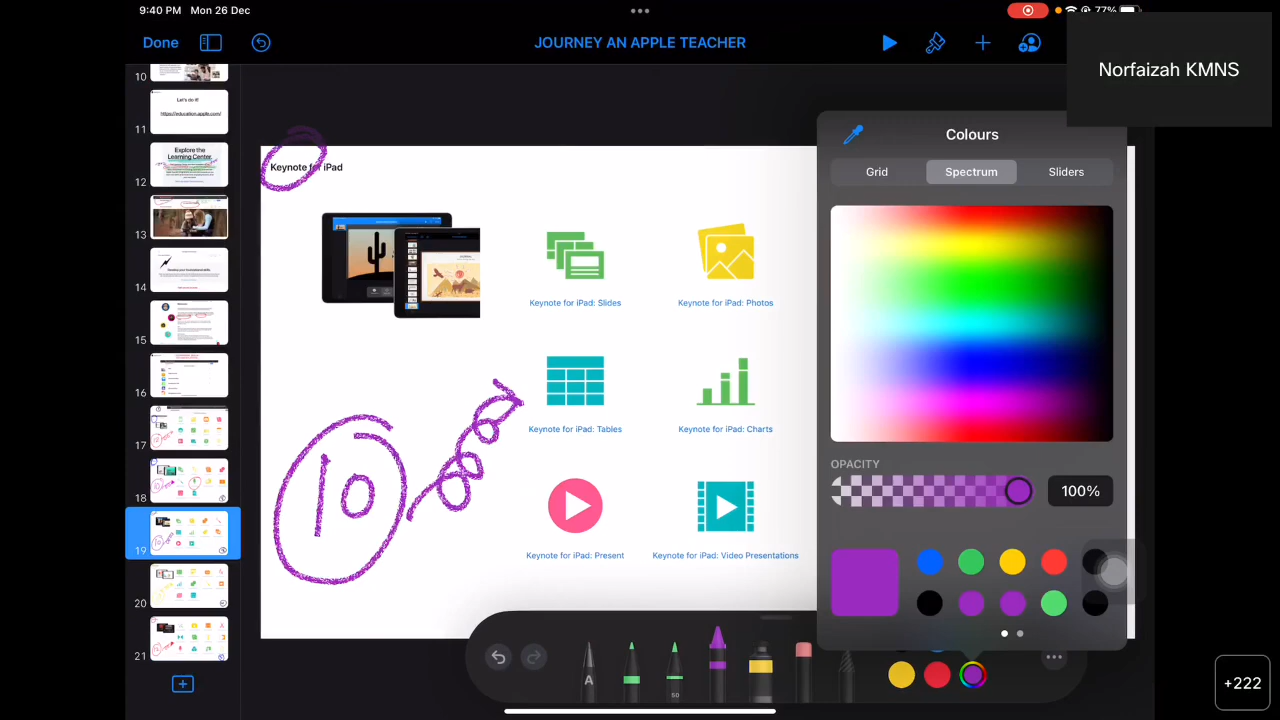 9:40 PM Mon 26 Dec
77%
Done
JOURNEY AN APPLE TEACHER
Norfaizah KMNS
10
Let's do it!
https://education.apple.com/
11
Explore the
Learning Center.
12
13
14
15
16
17
18
19
20
21
Keynote for iPad
Keynote for iPad: Slides
Keynote for iPad: Photos
Keynote for iPad: Tables
Keynote for iPad: Charts
Keynote for iPad: Present
Keynote for iPad: Video Presentations
10
Colours
Spectrum
OPACITY
100%
A
50
+222